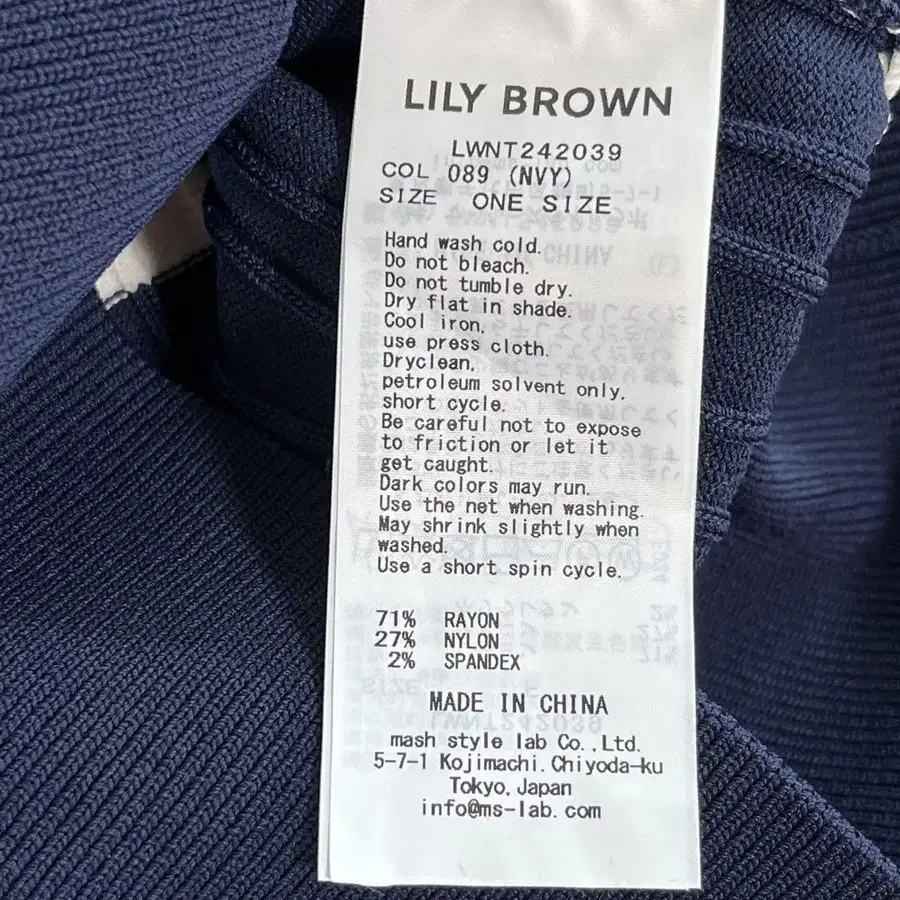 LILY BROWN
LWNT242039
COL 089 (NVY)
SIZE ONE SIZE
Hand wash cold.
Do not bleach.
Do not tumble dry.
Dry flat in shade.
Cool iron,
use press cloth.
Dryclean,
petroleum solvent only,
short cycle.
Be careful not to expose
to friction or let it
get caught.
Dark colors may run.
Use the net when washing.
May shrink slightly when
washed.
Use a short spin cycle.
71% RAYON
27% NYLON
2% SPANDEX
MADE IN CHINA
mash style lab Co.,Ltd.
5-7-1 Kojimachi.Chiyoda-ku
Tokyo,Japan
info@ms-lab.com